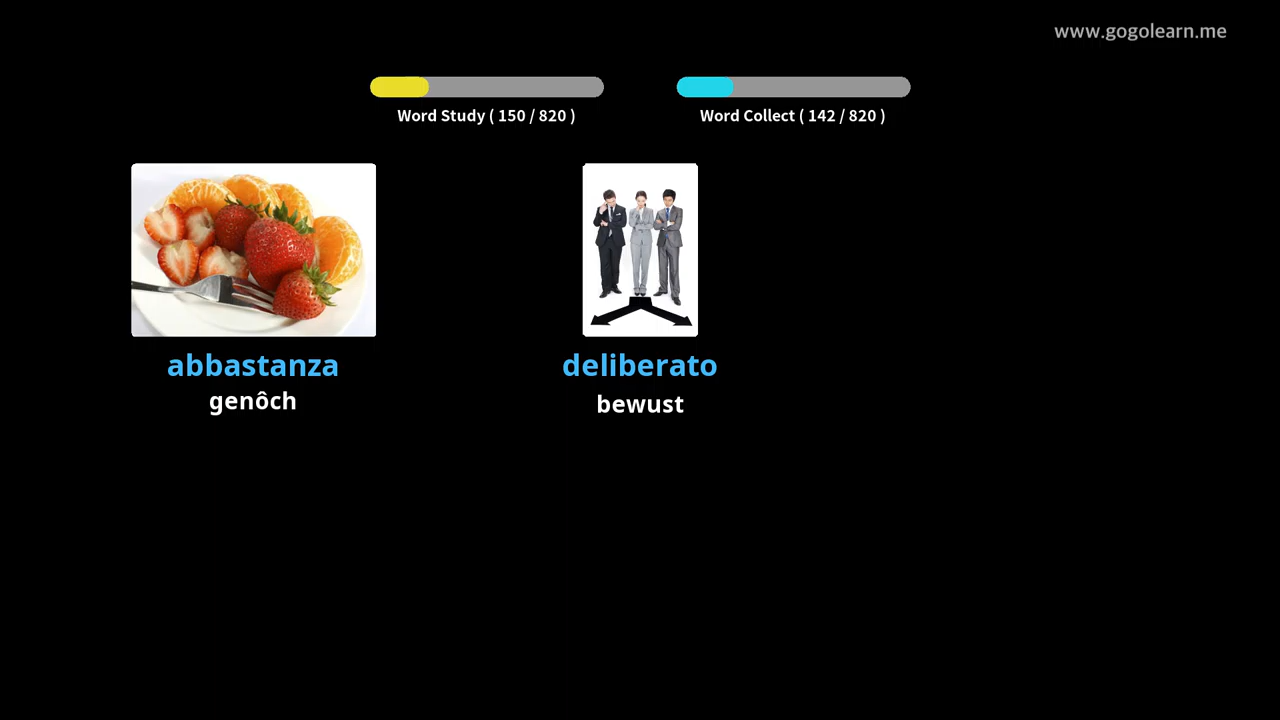 www.gogolearn.me
Word Study ( 150 / 820 )
Word Collect ( 142 / 820 )
abbastanza
genôch
deliberato
bewust